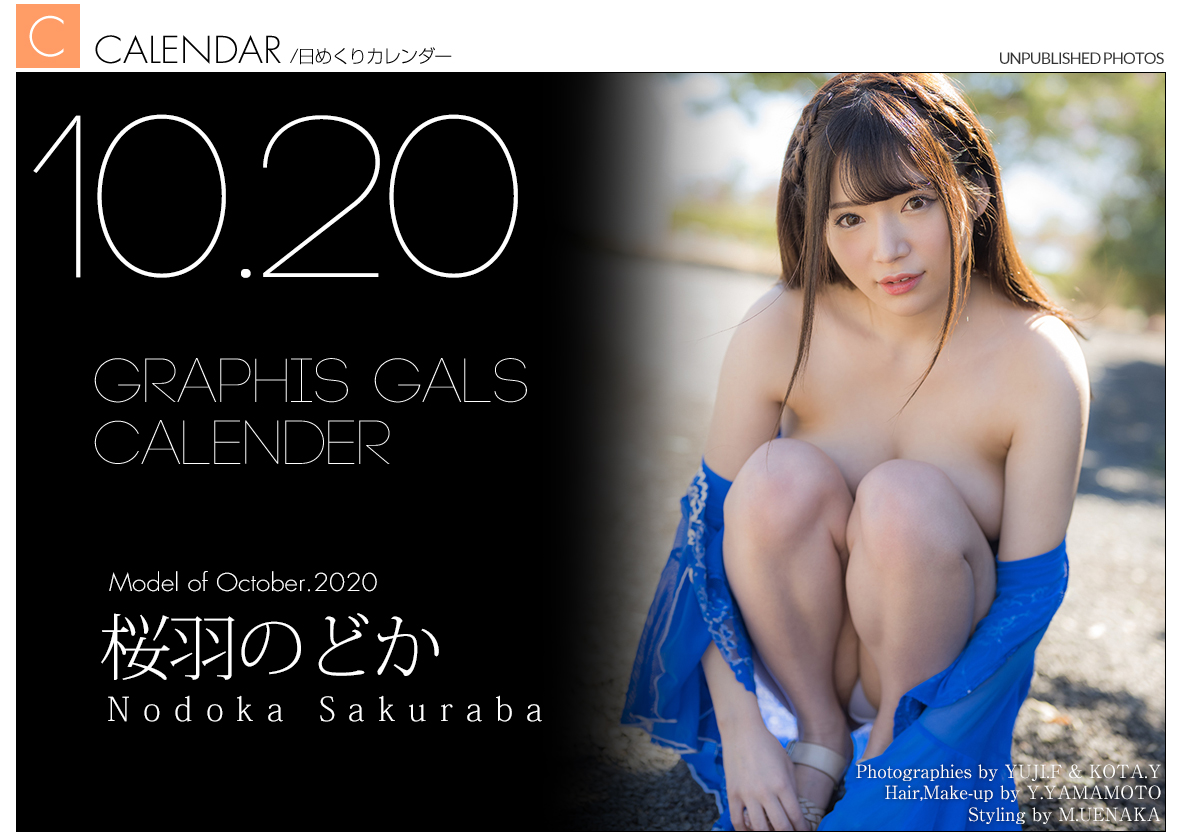 C
CALENDAR /日めくりカレンダー
UNPUBLISHED PHOTOS
10.20
GRAPHIS GALS
CALENDER
Model of October.2020
桜羽のどか
Nodoka Sakuraba
Photographies by YUJI.F & KOTA.Y
Hair,Make-up by Y.YAMAMOTO
Styling by M.UENAKA